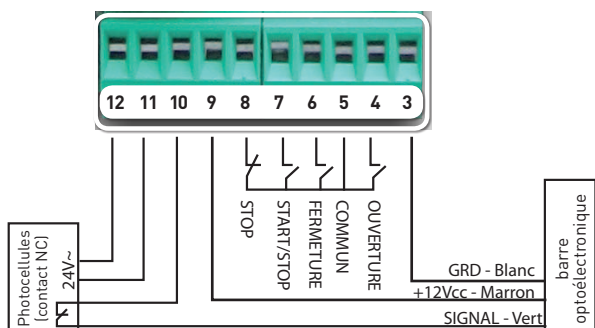 12 11 10 9 8 7 6 5 4 3
STOP
START/STOP
FERMETURE
COMMUN
OUVERTURE
Photocellules
(contact NC)
24V~
barre
optoélectronique
GRD - Blanc
+12Vcc - Marron
SIGNAL - Vert